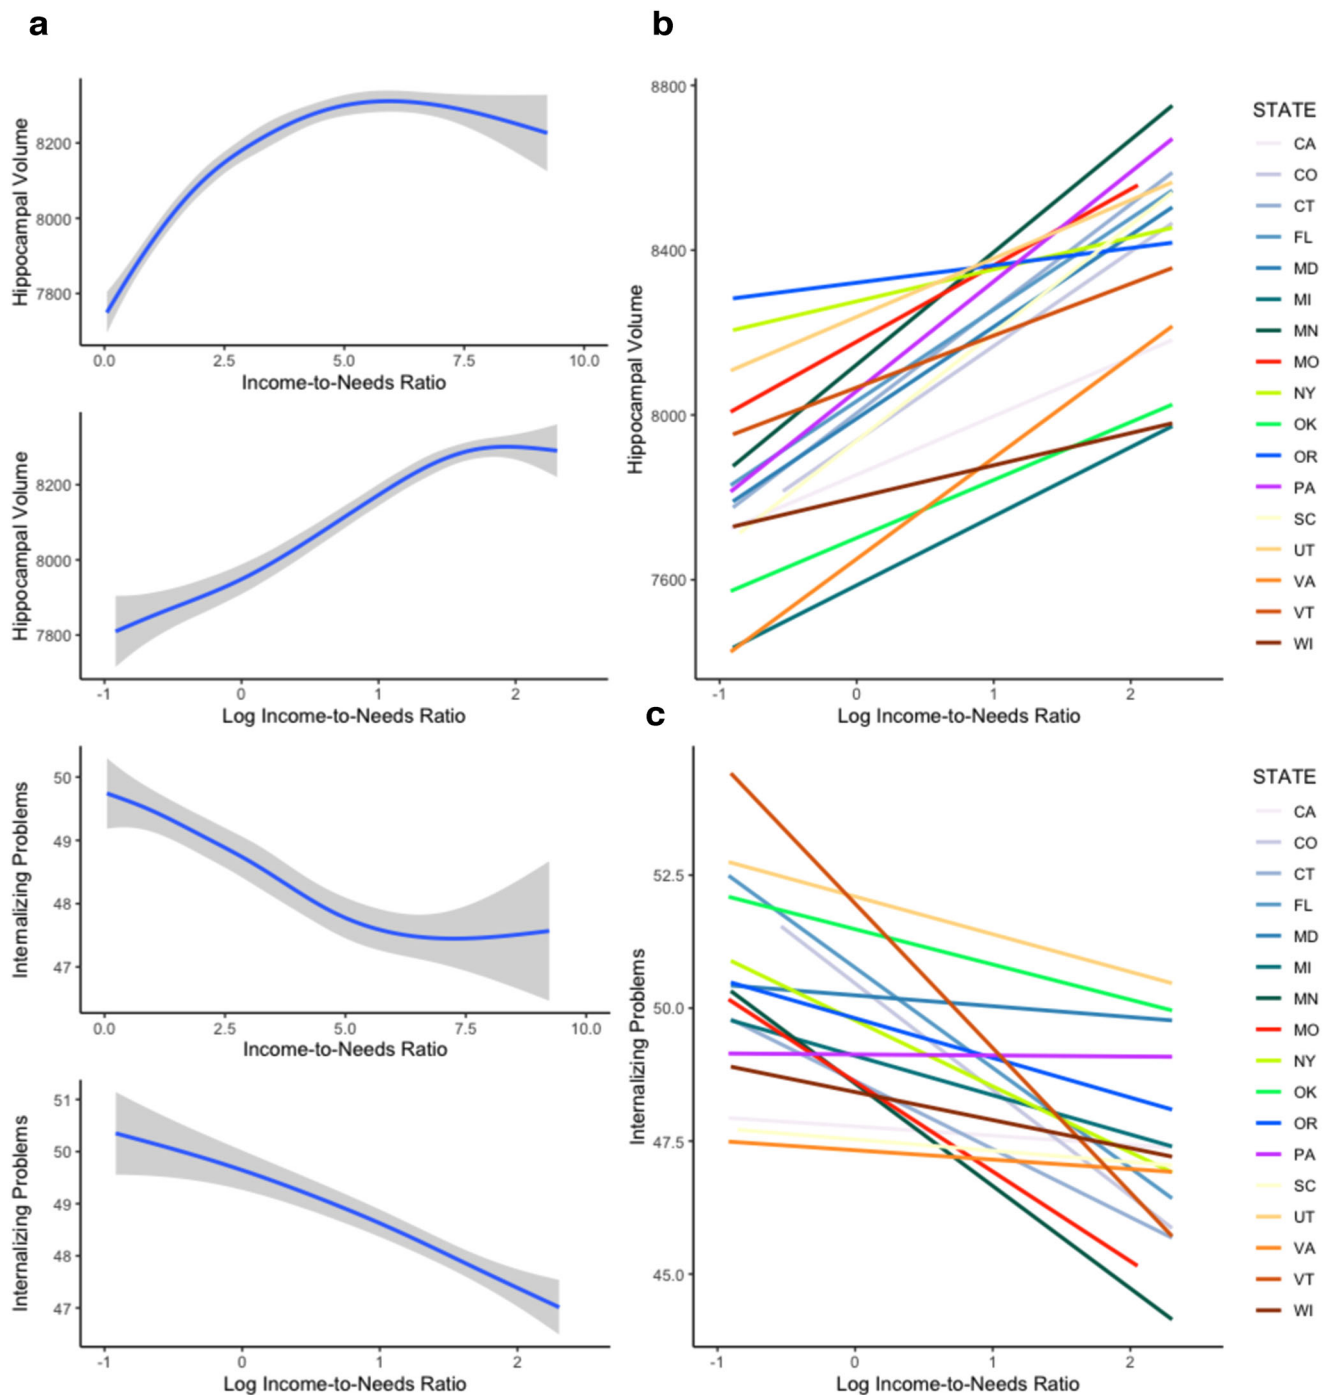 a
Hippocampal Volume
8200
8000
7800
0.0 2.5 5.0 7.5 10.0
Income-to-Needs Ratio
Hippocampal Volume
8200
8000
7800
-1 0 1 2
Log Income-to-Needs Ratio
Internalizing Problems
50
49
48
47
0.0 2.5 5.0 7.5 10.0
Income-to-Needs Ratio
Internalizing Problems
51
50
49
48
47
-1 0 1 2
Log Income-to-Needs Ratio
b
Hippocampal Volume
8800
8400
8000
7600
-1 0 1 2
Log Income-to-Needs Ratio
STATE
CA
CO
CT
FL
MD
MI
MN
MO
NY
OK
OR
PA
SC
UT
VA
VT
WI
c
Internalizing Problems
52.5
50.0
47.5
45.0
-1 0 1 2
Log Income-to-Needs Ratio
STATE
CA
CO
CT
FL
MD
MI
MN
MO
NY
OK
OR
PA
SC
UT
VA
VT
WI